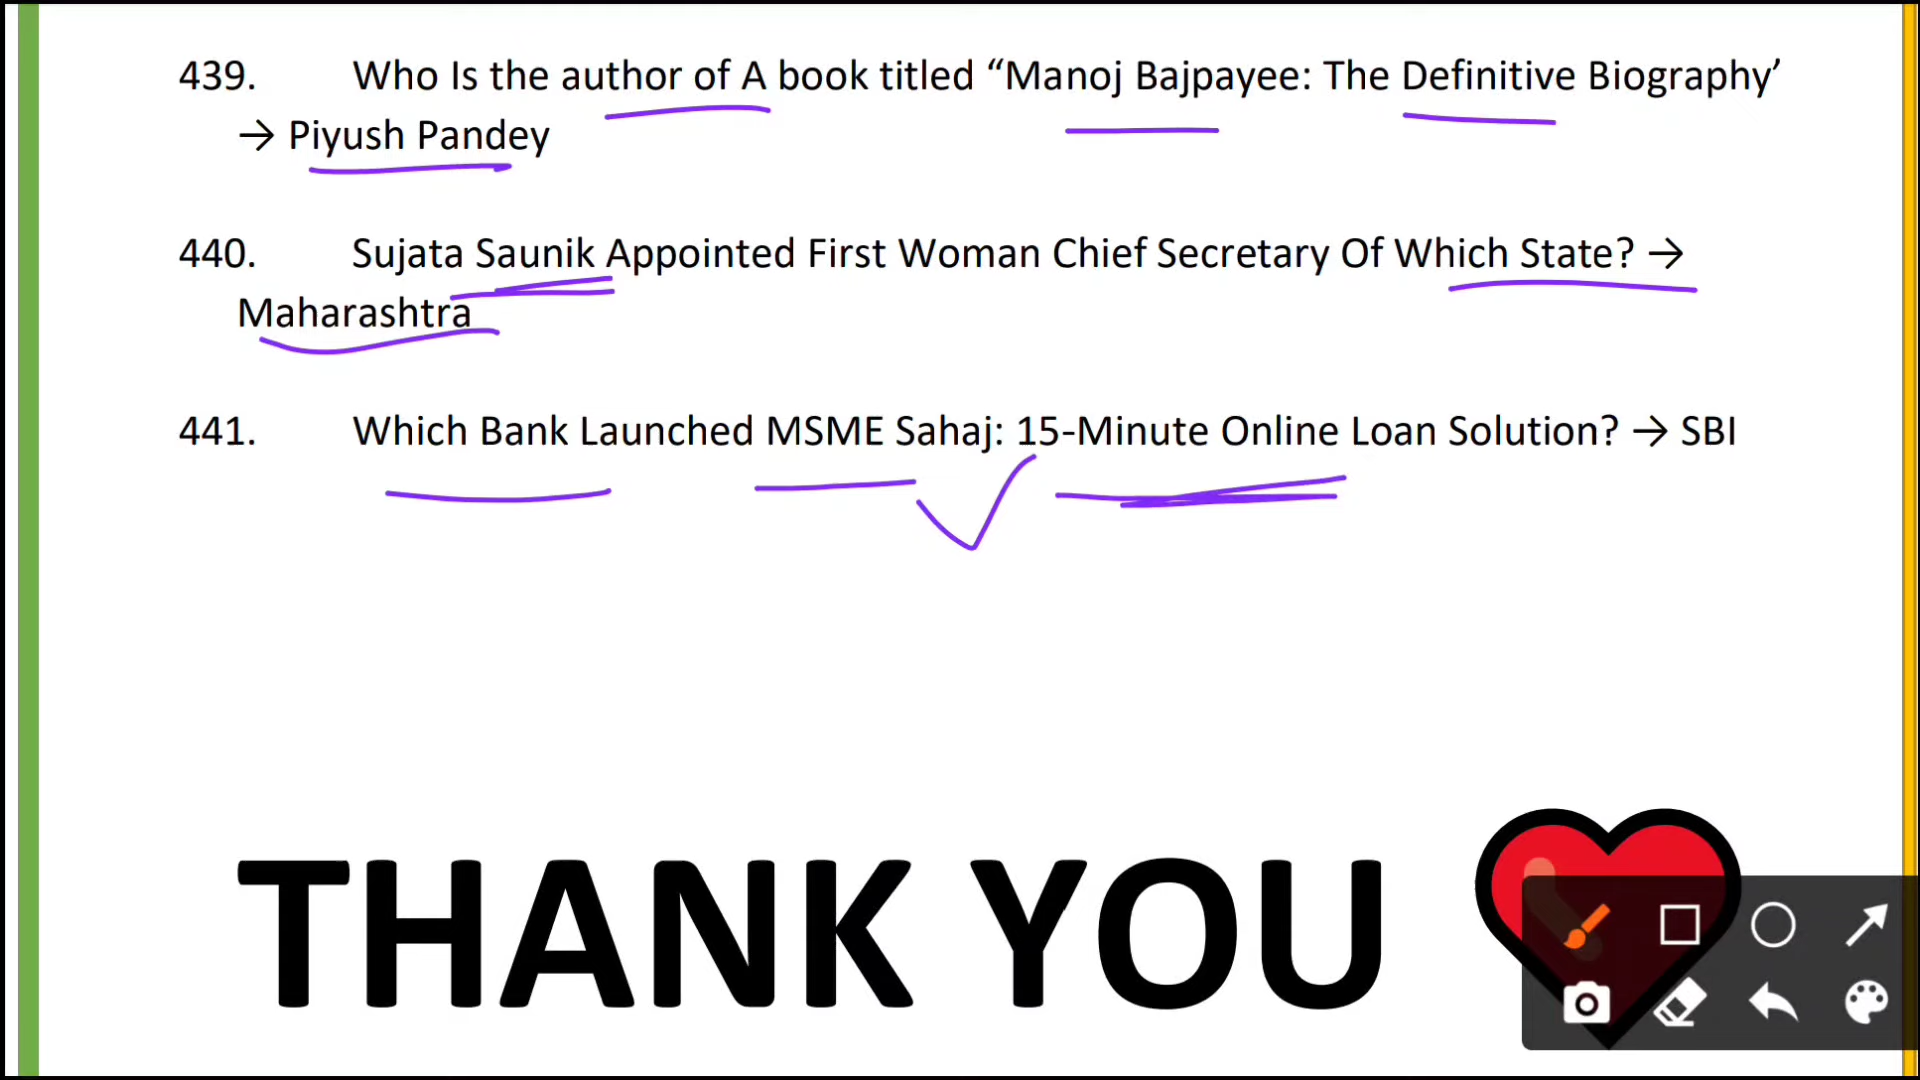 439. Who Is the author of A book titled “Manoj Bajpayee: The Definitive Biography’
→ Piyush Pandey
440. Sujata Saunik Appointed First Woman Chief Secretary Of Which State? →
Maharashtra
441. Which Bank Launched MSME Sahaj: 15-Minute Online Loan Solution? → SBI
THANK YOU